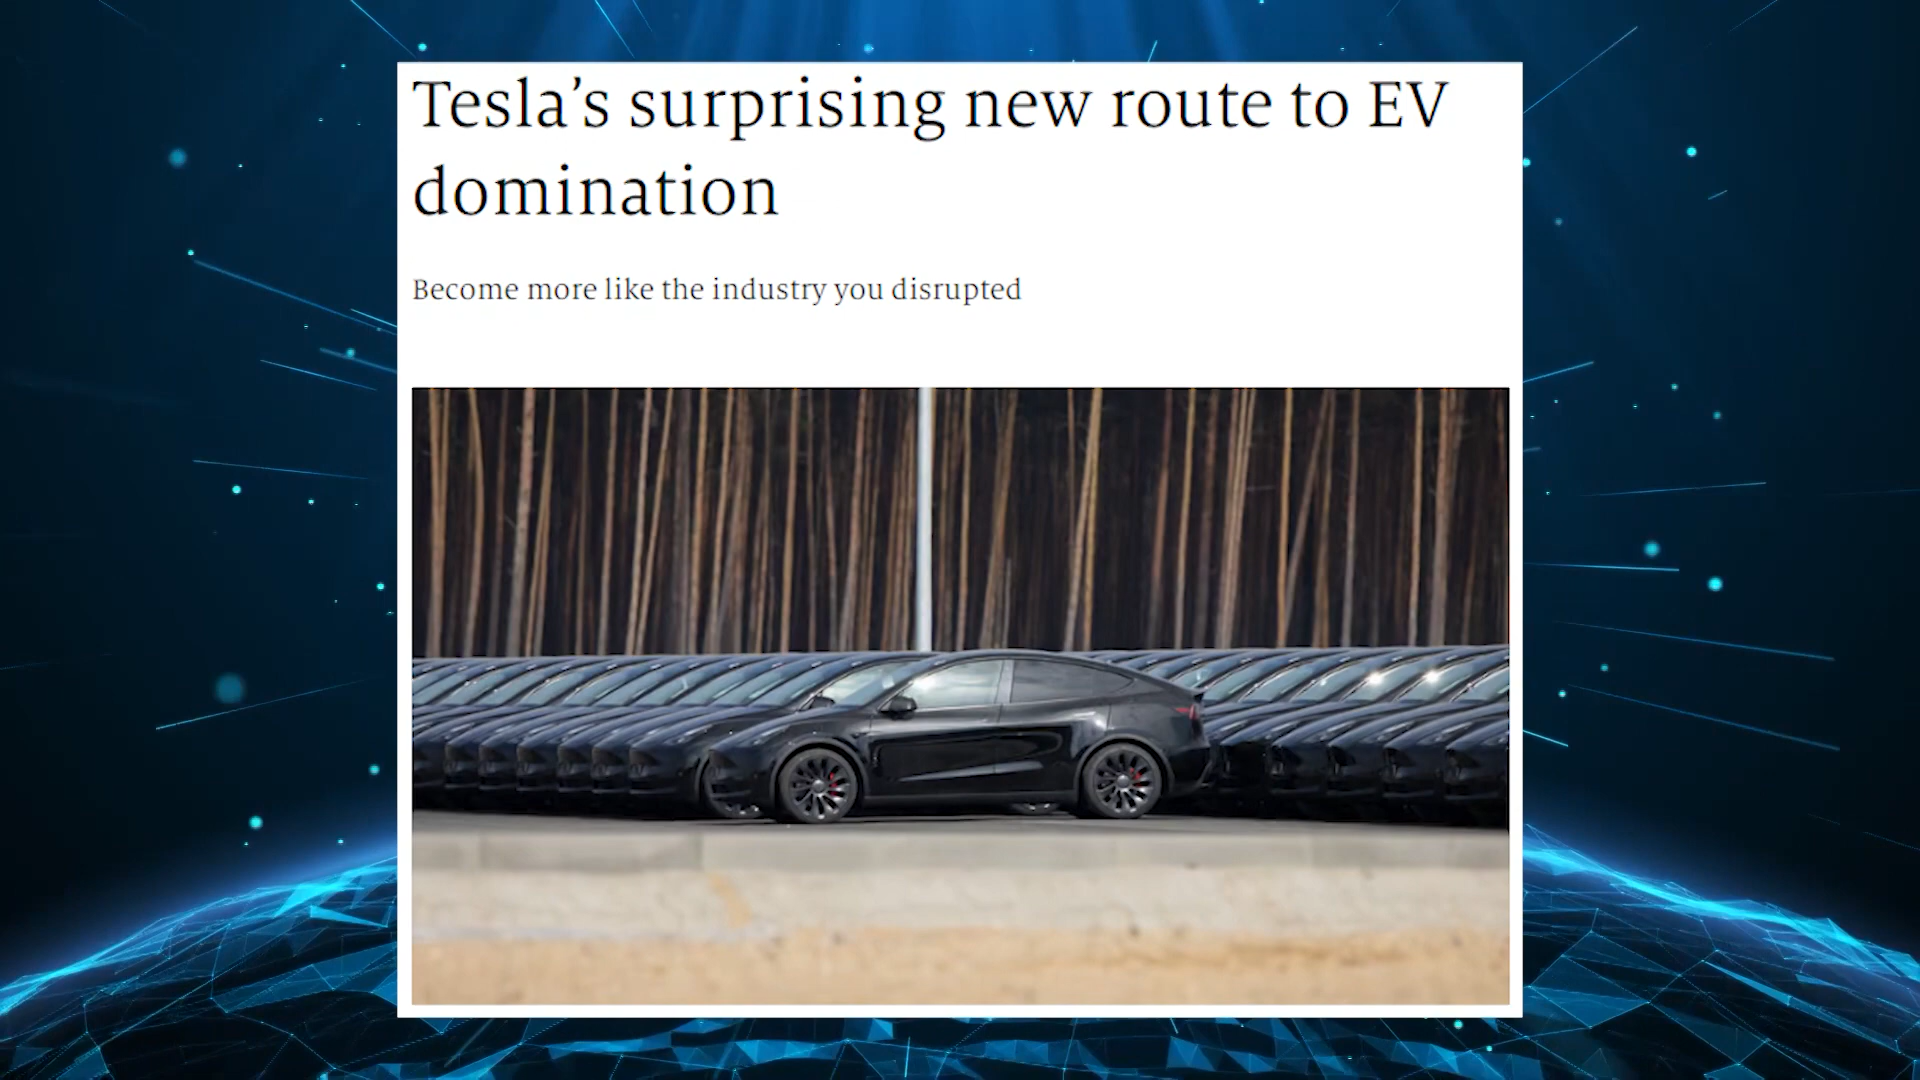 Tesla’s surprising new route to EV
domination
Become more like the industry you disrupted